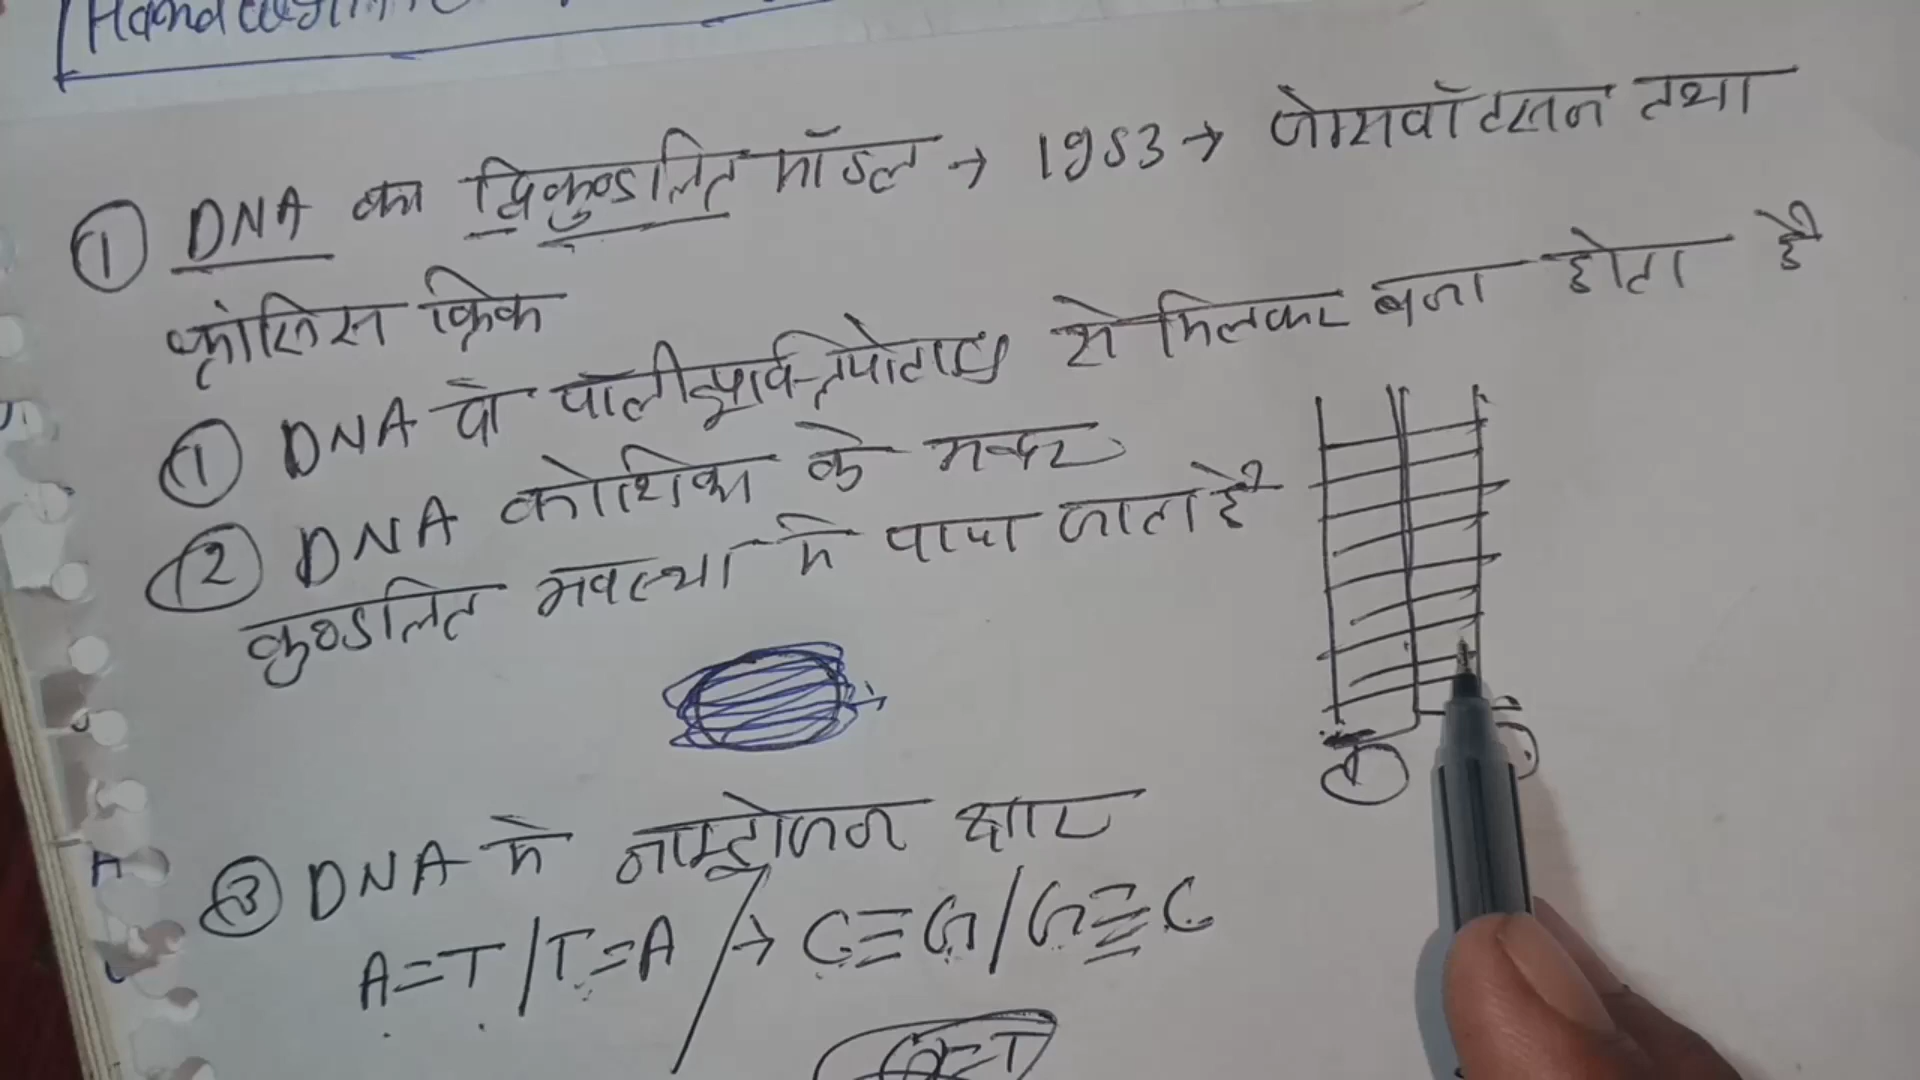 ① DNA का द्विकुण्डलित मॉडल → 1953 → जेम्सवॉटसन तथा
फ्रांसिस क्रिक
① DNA दो पॉलीन्यूक्लियोटाइड से मिलकर बना होता है
② DNA कोशिका के अन्दर
कुण्डलित अवस्था मे पाया जाता है
③ DNA मे नाइट्रोजन क्षार
A=T / T=A / → C≡G / G≡C